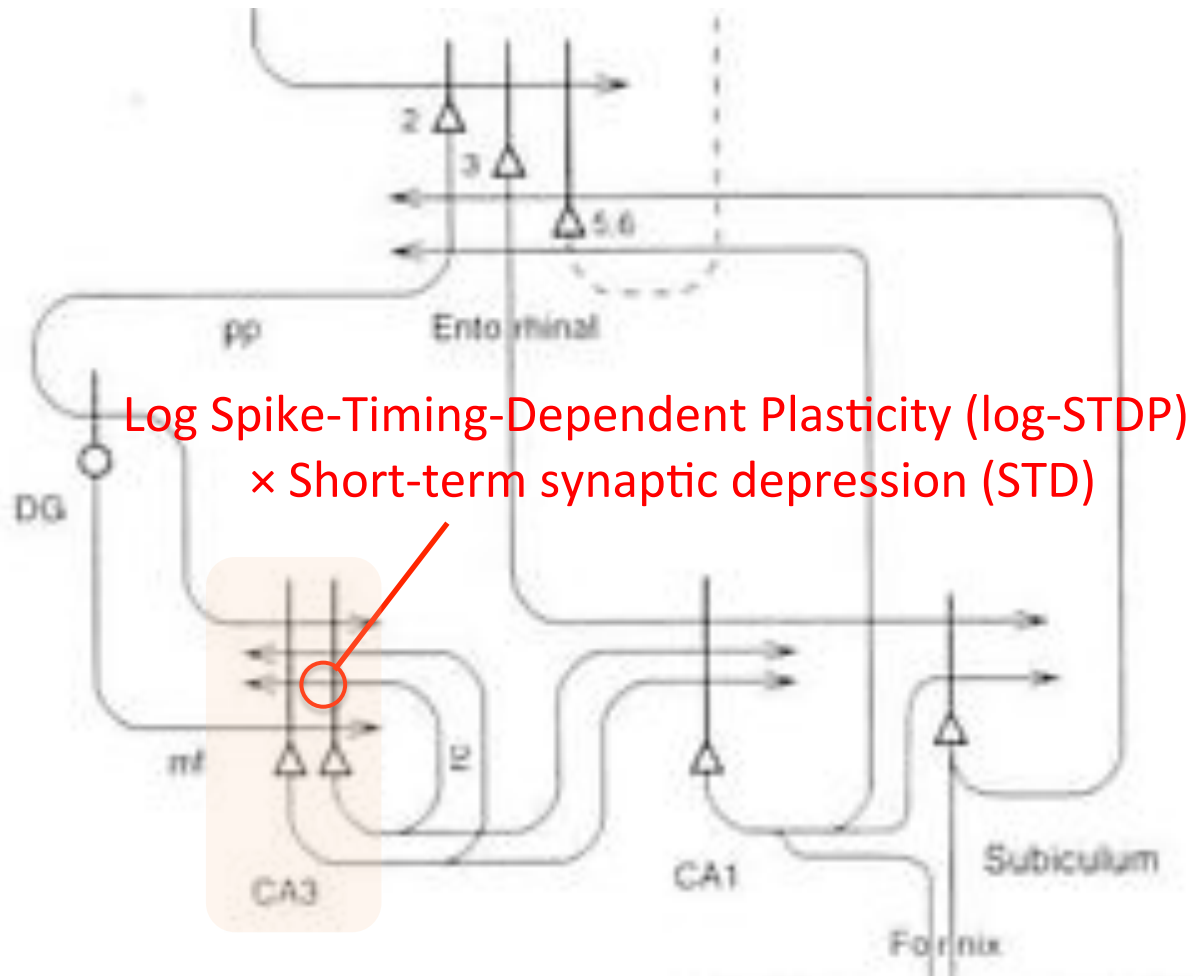 2
3
5,6
pp
Entorhinal
Log Spike-Timing-Dependent Plasticity (log-STDP)
× Short-term synaptic depression (STD)
DG
mf
rc
CA3
CA1
Subiculum
Fornix